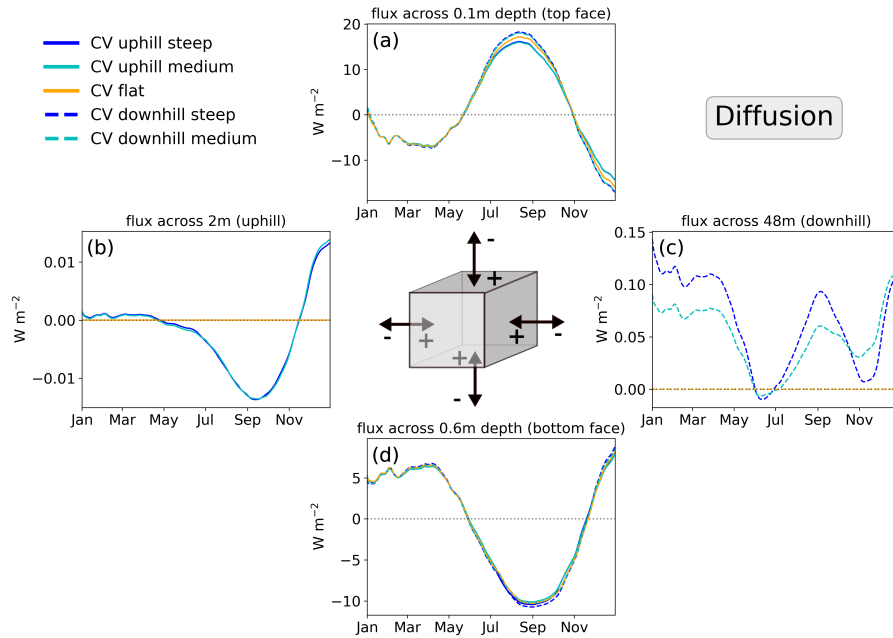 flux across 0.1m depth (top face)
CV uphill steep
CV uphill medium
CV flat
CV downhill steep
CV downhill medium
(a)
20
10
0
−10
W m⁻²
Jan Mar May Jul Sep Nov
Diffusion
flux across 2m (uphill)
(b)
0.01
0.00
−0.01
W m⁻²
Jan Mar May Jul Sep Nov
-
+
-
+
+
-
+
-
flux across 48m (downhill)
(c)
0.15
0.10
0.05
0.00
W m⁻²
Jan Mar May Jul Sep Nov
flux across 0.6m depth (bottom face)
(d)
5
0
−5
−10
W m⁻²
Jan Mar May Jul Sep Nov